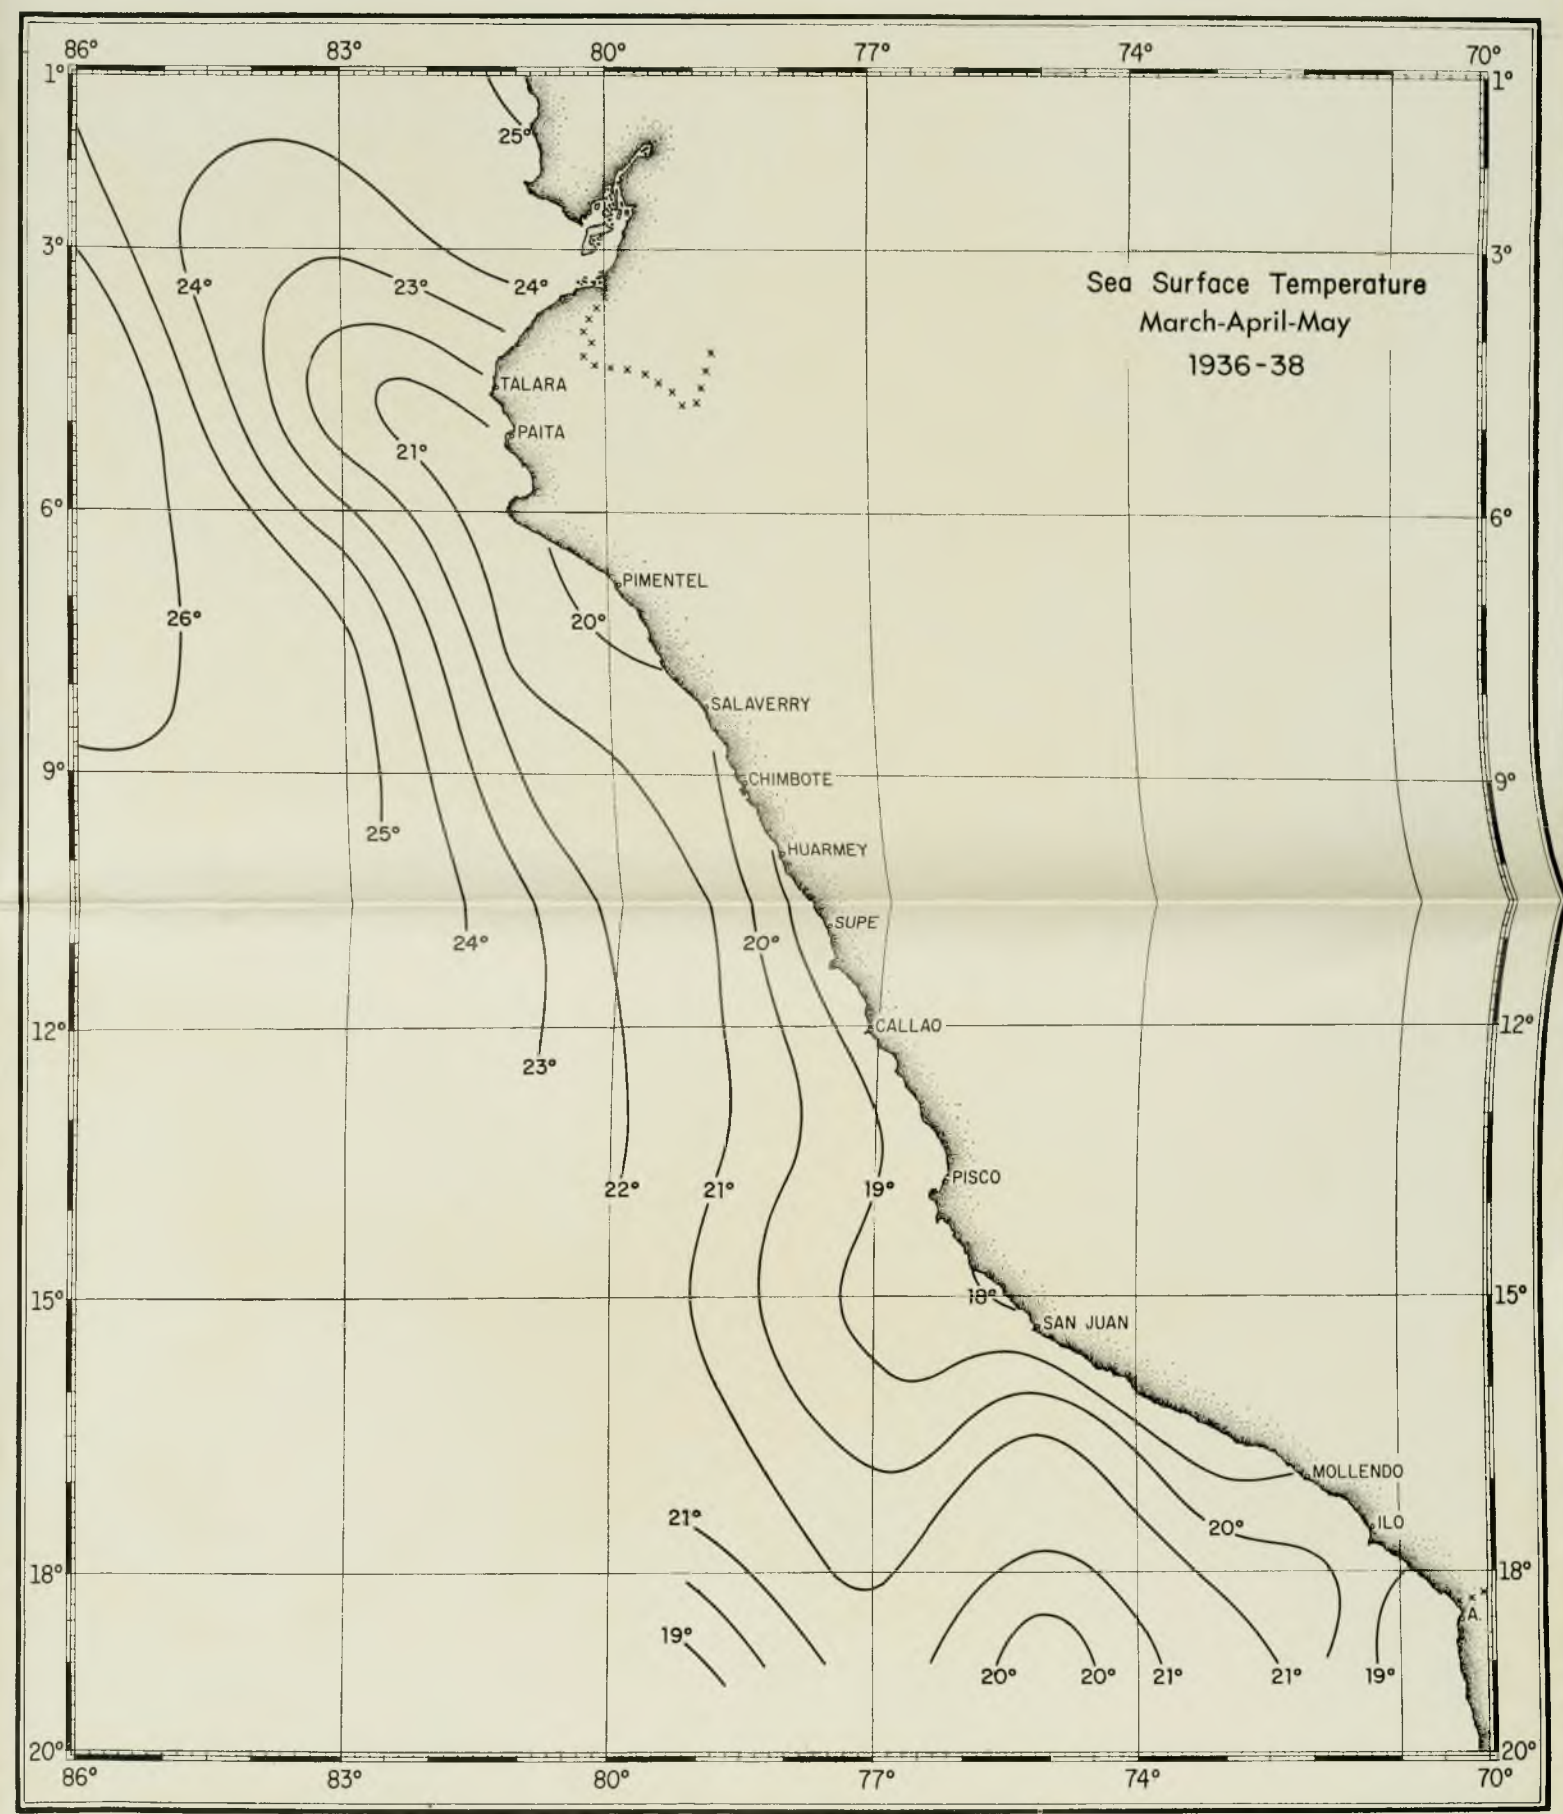 86° 83° 80° 77° 74° 70°
1° 1°
25°
3° 3°
24° 23° 24°
Sea Surface Temperature
March-April-May
1936-38
TALARA
PAITA
21°
6° 6°
PIMENTEL
26° 20°
SALAVERRY
9° CHIMBOTE 9°
25°
HUARMEY
SUPE
24° 20°
12° CALLAO 12°
23°
PISCO
22° 21° 19°
15° 18° 15°
SAN JUAN
MOLLENDO
21° 20° ILO
18° 18°
A.
19°
20° 20° 21° 21° 19°
20° 20°
86° 83° 80° 77° 74° 70°